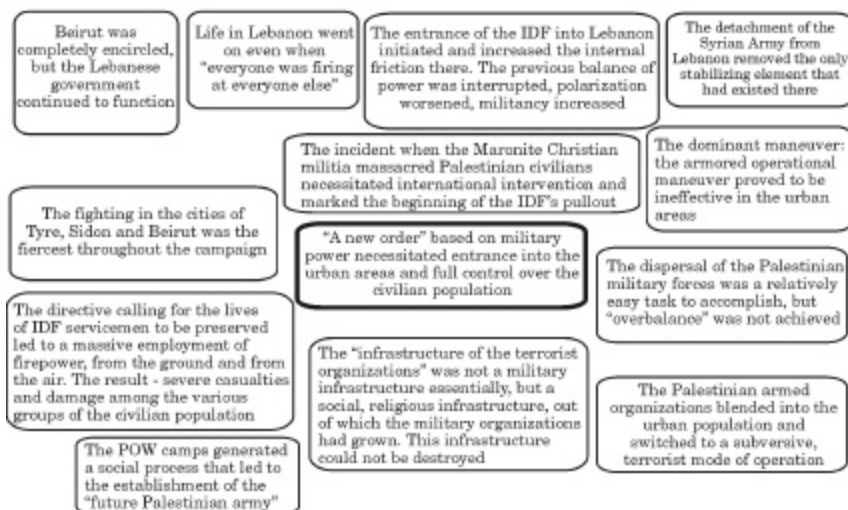 Beirut was
completely encircled,
but the Lebanese
government
continued to function
Life in Lebanon went
on even when
"everyone was firing
at everyone else"
The entrance of the IDF into Lebanon
initiated and increased the internal
friction there. The previous balance of
power was interrupted, polarization
worsened, militancy increased
The detachment of the
Syrian Army from
Lebanon removed the only
stabilizing element that
had existed there
The incident when the Maronite Christian
militia massacred Palestinian civilians
necessitated international intervention and
marked the beginning of the IDF's pullout
The dominant maneuver:
the armored operational
maneuver proved to be
ineffective in the urban
areas
The fighting in the cities of
Tyre, Sidon and Beirut was the
fiercest throughout the campaign
"A new order" based on military
power necessitated entrance into the
urban areas and full control over the
civilian population
The dispersal of the Palestinian
military forces was a relatively
easy task to accomplish, but
"overbalance" was not achieved
The directive calling for the lives
of IDF servicemen to be preserved
led to a massive employment of
firepower, from the ground and from
the air. The result - severe casualties
and damage among the various
groups of the civilian population
The "infrastructure of the terrorist
organizations" was not a military
infrastructure essentially, but a
social, religious infrastructure, out
of which the military organizations
had grown. This infrastructure
could not be destroyed
The Palestinian armed
organizations blended into the
urban population and
switched to a subversive,
terrorist mode of operation
The POW camps generated
a social process that led to
the establishment of the
"future Palestinian army"